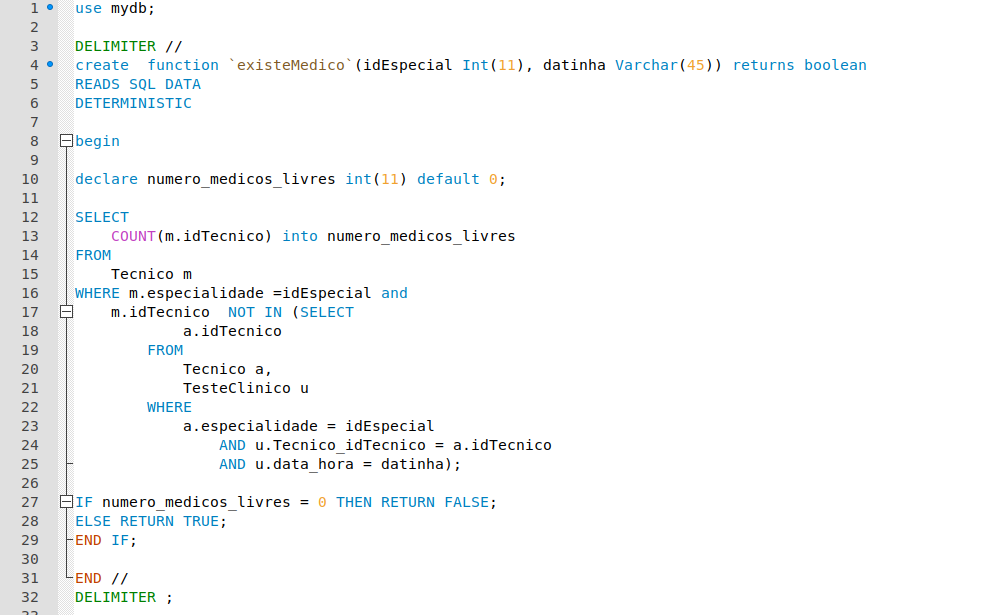 1 use mydb;
2
3 DELIMITER //
4 create  function `existeMedico`(idEspecial Int(11), datinha Varchar(45)) returns boolean
5 READS SQL DATA
6 DETERMINISTIC
7
8 begin
9
10 declare numero_medicos_livres int(11) default 0;
11
12 SELECT
13     COUNT(m.idTecnico) into numero_medicos_livres
14 FROM
15     Tecnico m
16 WHERE m.especialidade =idEspecial and
17     m.idTecnico  NOT IN (SELECT
18             a.idTecnico
19         FROM
20             Tecnico a,
21             TesteClinico u
22         WHERE
23             a.especialidade = idEspecial
24                 AND u.Tecnico_idTecnico = a.idTecnico
25                 AND u.data_hora = datinha);
26
27 IF numero_medicos_livres = 0 THEN RETURN FALSE;
28 ELSE RETURN TRUE;
29 END IF;
30
31 END //
32 DELIMITER ;